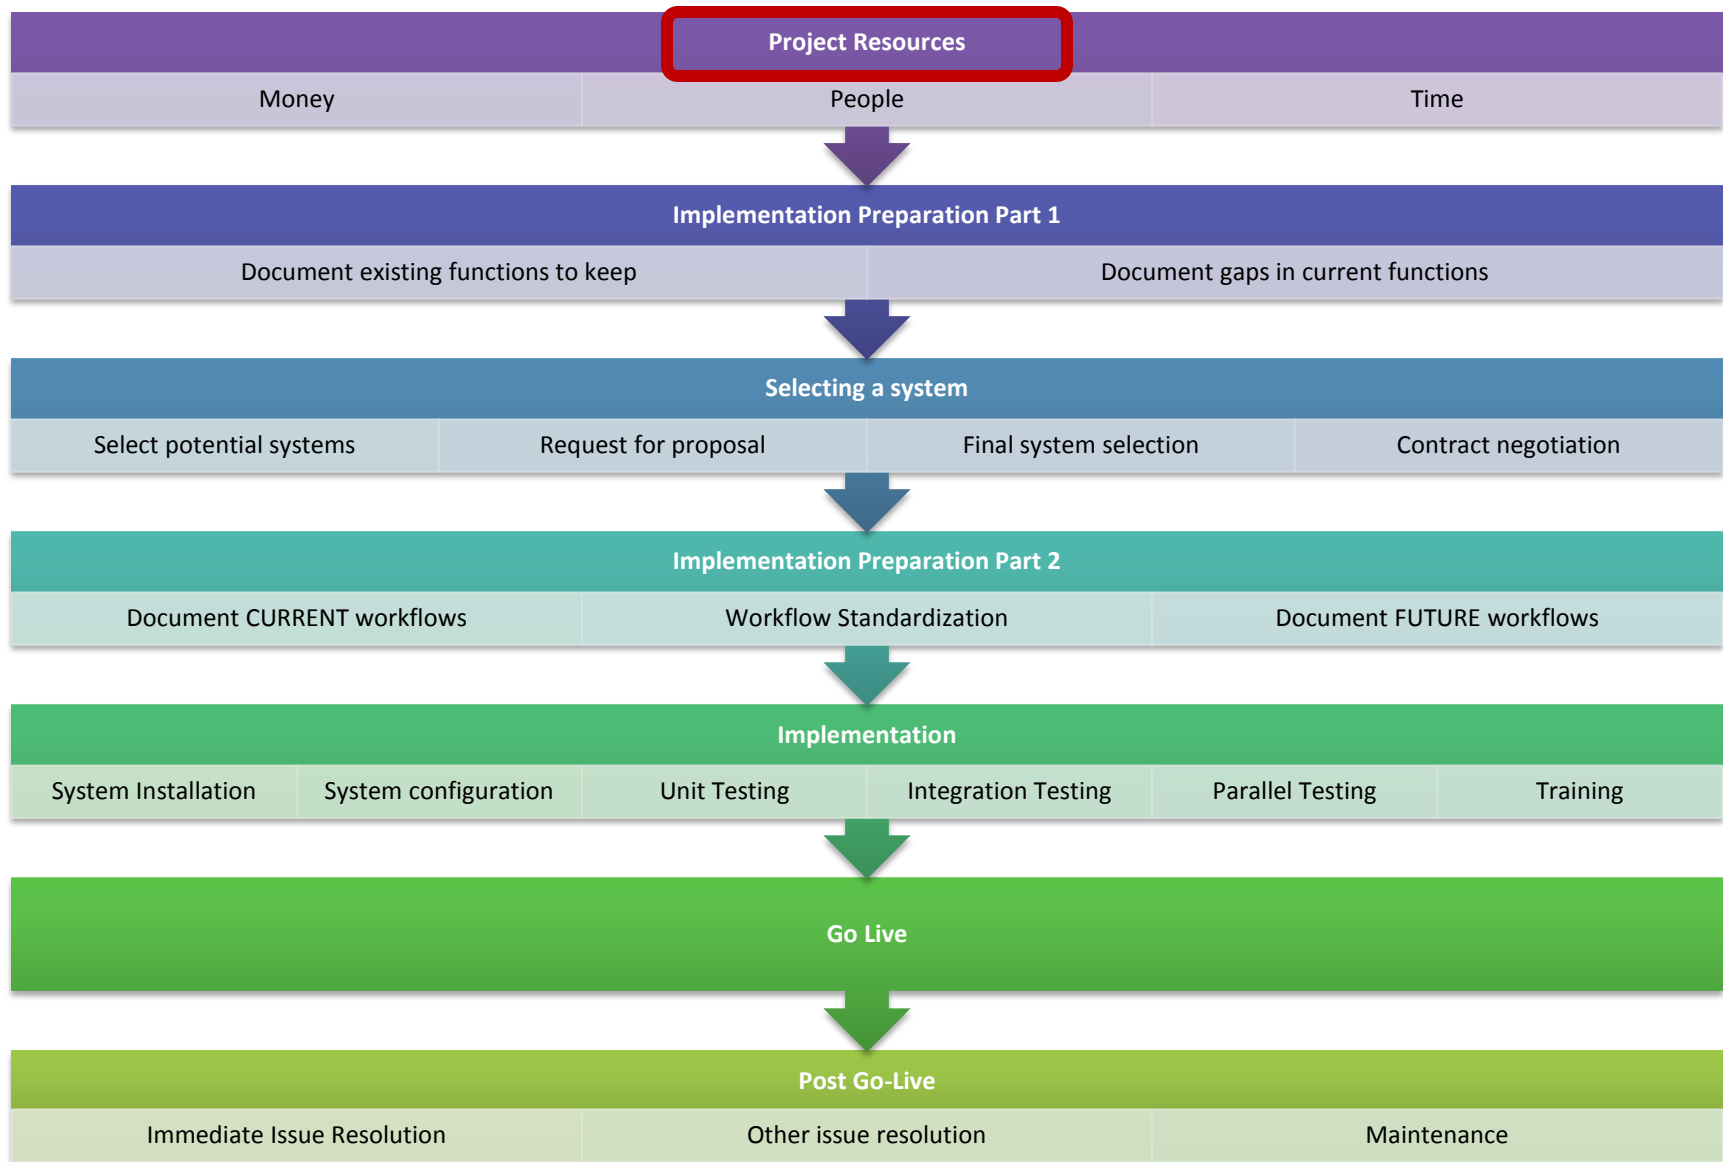 Project Resources
Money People Time
Implementation Preparation Part 1
Document existing functions to keep Document gaps in current functions
Selecting a system
Select potential systems Request for proposal Final system selection Contract negotiation
Implementation Preparation Part 2
Document CURRENT workflows Workflow Standardization Document FUTURE workflows
Implementation
System Installation System configuration Unit Testing Integration Testing Parallel Testing Training
Go Live
Post Go-Live
Immediate Issue Resolution Other issue resolution Maintenance